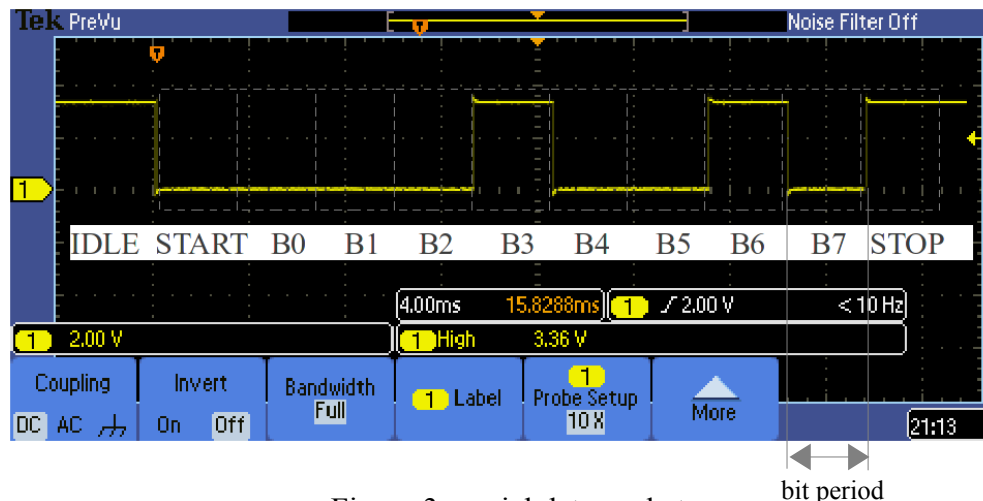 Tek PreVu Noise Filter Off
T
T
1
IDLE START B0 B1 B2 B3 B4 B5 B6 B7 STOP
4.00ms 15.8288ms 1 2.00 V < 10 Hz
1 2.00 V 1 High 3.36 V
Coupling Invert Bandwidth 1 Label 1 More
Full Probe Setup
DC AC On Off 10 X 21:13
bit period